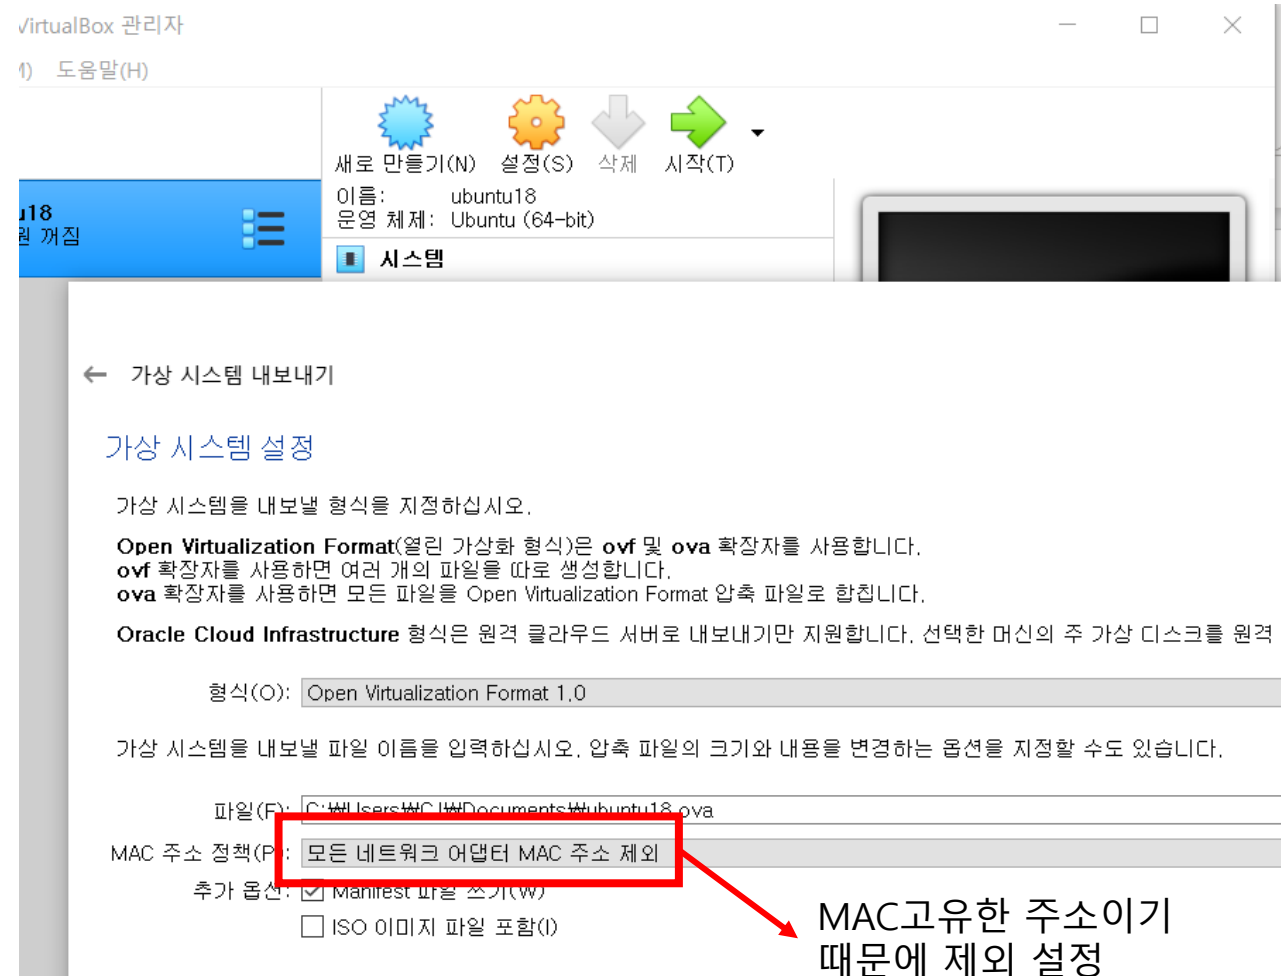 VirtualBox 관리자
도움말(H)
새로 만들기(N) 설정(S) 삭제 시작(T)
u18
꺼짐
이름: ubuntu18
운영 체제: Ubuntu (64-bit)
시스템
← 가상 시스템 내보내기
가상 시스템 설정
가상 시스템을 내보낼 형식을 지정하십시오.
Open Virtualization Format(열린 가상화 형식)은 ovf 및 ova 확장자를 사용합니다.
ovf 확장자를 사용하면 여러 개의 파일을 따로 생성합니다.
ova 확장자를 사용하면 모든 파일을 Open Virtualization Format 압축 파일로 합칩니다.
Oracle Cloud Infrastructure 형식은 원격 클라우드 서버로 내보내기만 지원합니다. 선택한 머신의 주 가상 디스크를 원격
형식(O): Open Virtualization Format 1.0
가상 시스템을 내보낼 파일 이름을 입력하십시오. 압축 파일의 크기와 내용을 변경하는 옵션을 지정할 수도 있습니다.
파일(F): C:₩Users₩CJ₩Documents₩ubuntu18.ova
MAC 주소 정책(P): 모든 네트워크 어댑터 MAC 주소 제외
추가 옵션: Manifest 파일 쓰기(W)
ISO 이미지 파일 포함(I)
MAC고유한 주소이기
때문에 제외 설정